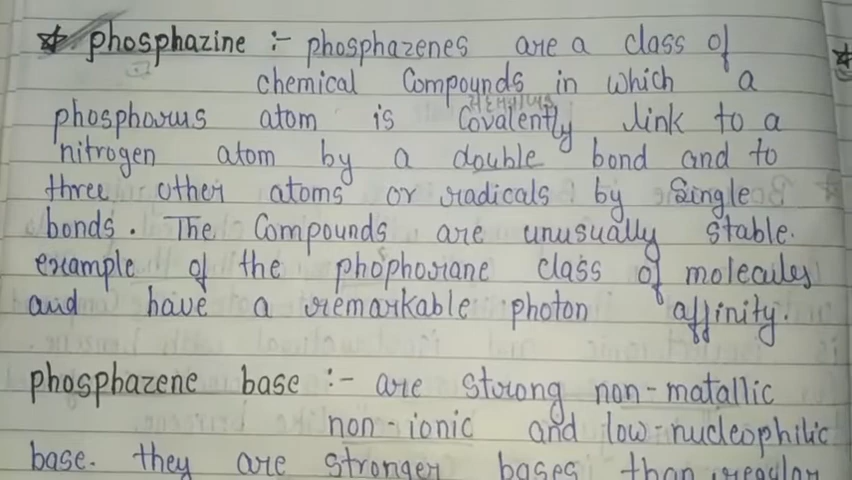 phosphazine :- phosphazenes are a class of
chemical Compounds in which a
phosphorus atom is Covalently link to a
nitrogen atom by a double bond and to
three other atoms or radicals by Single
bonds. The Compounds are unusually stable.
example of the phophorane class of molecules
and have a remarkable photon affinity.
phosphazene base :- are strong non-matallic
non-ionic and low-nucleophilic
base. they are stronger bases than regular